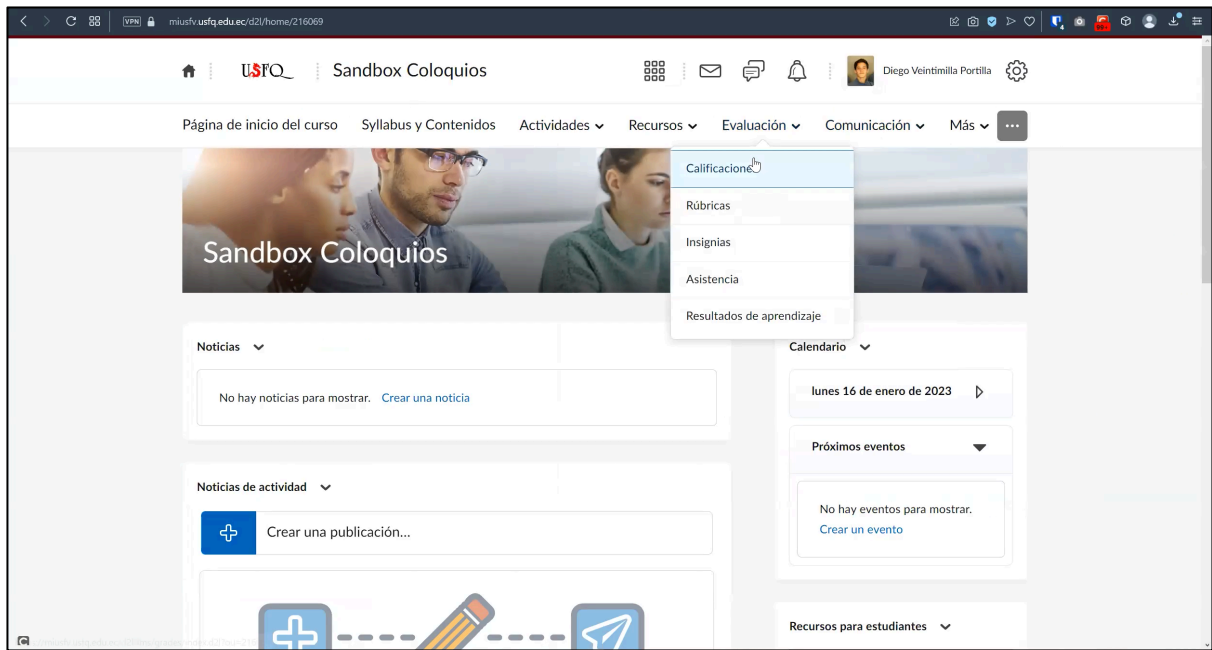 VPN miusfv.usfq.edu.ec/d2l/home/216069
USFQ Sandbox Coloquios Diego Veintimilla Portilla
Página de inicio del curso Syllabus y Contenidos Actividades Recursos Evaluación Comunicación Más ...
Calificaciones
Rúbricas
Insignias
Asistencia
Resultados de aprendizaje
Sandbox Coloquios
Noticias
No hay noticias para mostrar. Crear una noticia
Noticias de actividad
Crear una publicación...
Calendario
lunes 16 de enero de 2023
Próximos eventos
No hay eventos para mostrar.
Crear un evento
Recursos para estudiantes